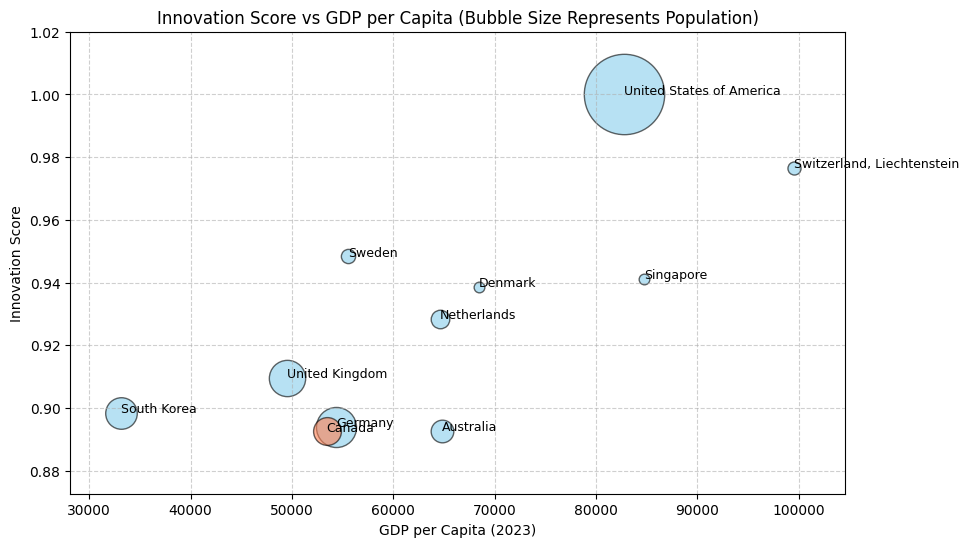 Innovation Score vs GDP per Capita (Bubble Size Represents Population)
1.02
1.00
0.98
0.96
0.94
0.92
0.90
0.88
Innovation Score
United States of America
Switzerland, Liechtenstein
Sweden
Singapore
Denmark
Netherlands
United Kingdom
South Korea
Germany
Canada
Australia
30000 40000 50000 60000 70000 80000 90000 100000
GDP per Capita (2023)